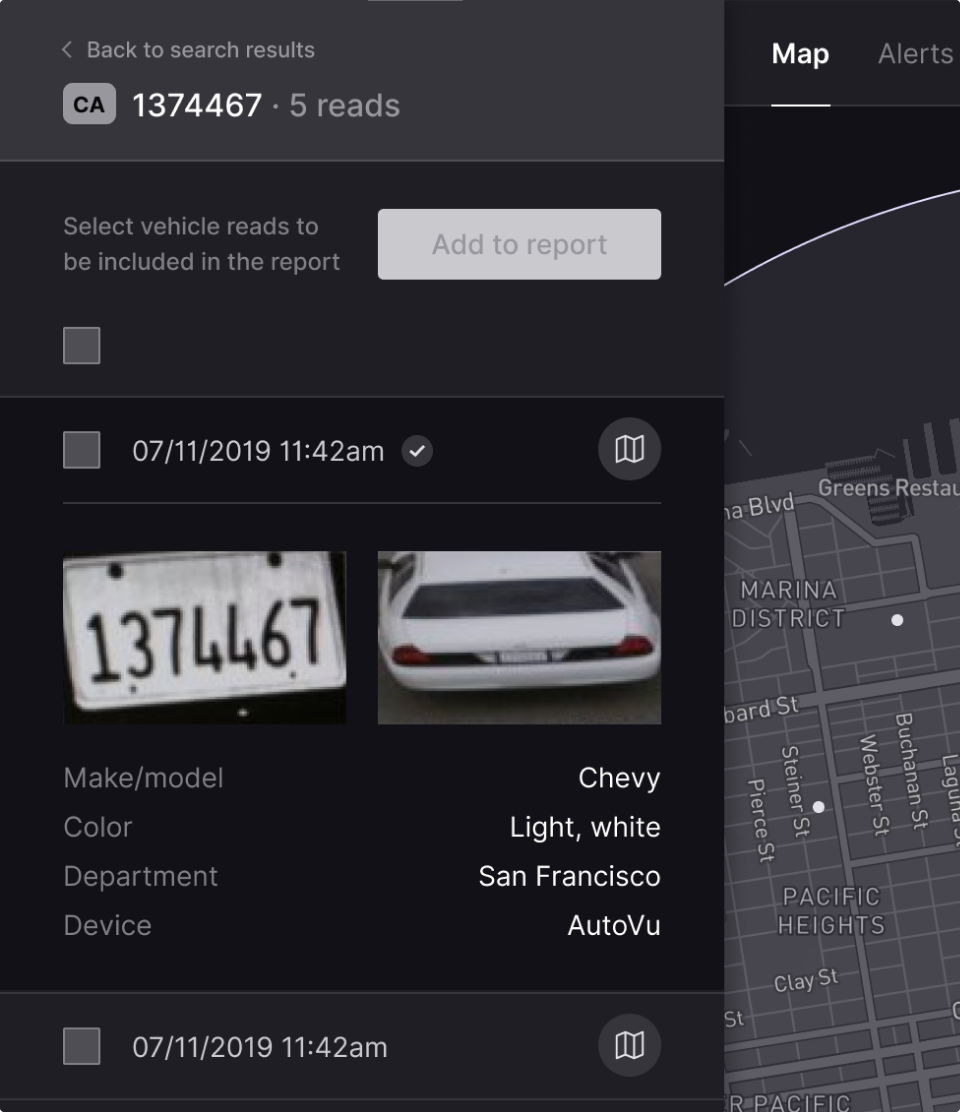 Back to search results
CA 1374467 · 5 reads
Select vehicle reads to
be included in the report
Add to report
07/11/2019 11:42am
1374467
Make/model Chevy
Color Light, white
Department San Francisco
Device AutoVu
07/11/2019 11:42am
Map Alerts
Greens Restau
na Blvd
MARINA
DISTRICT
bard St
Steiner St
Pierce St
Webster St
Buchanan St
Laguna St
PACIFIC
HEIGHTS
Clay St
St
R PACIFIC